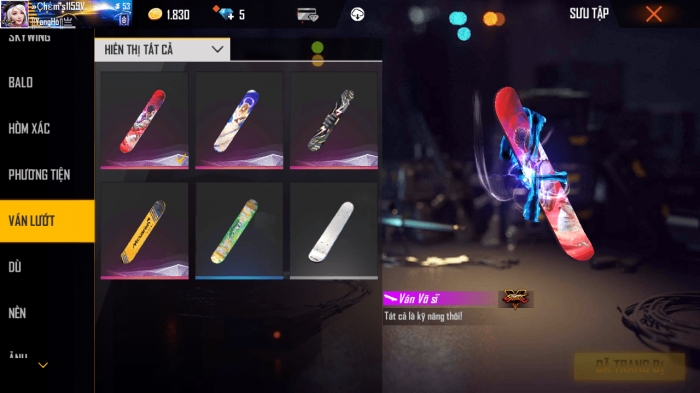 #53
1.830
5
SƯU TẬP
SKYWING
HIỂN THỊ TẤT CẢ
BALO
HÒM XÁC
PHƯƠNG TIỆN
VÁN LƯỚT
DÙ
NỀN
Ván Võ sĩ
Tất cả là kỹ năng thôi!
ĐÃ TRANG BỊ